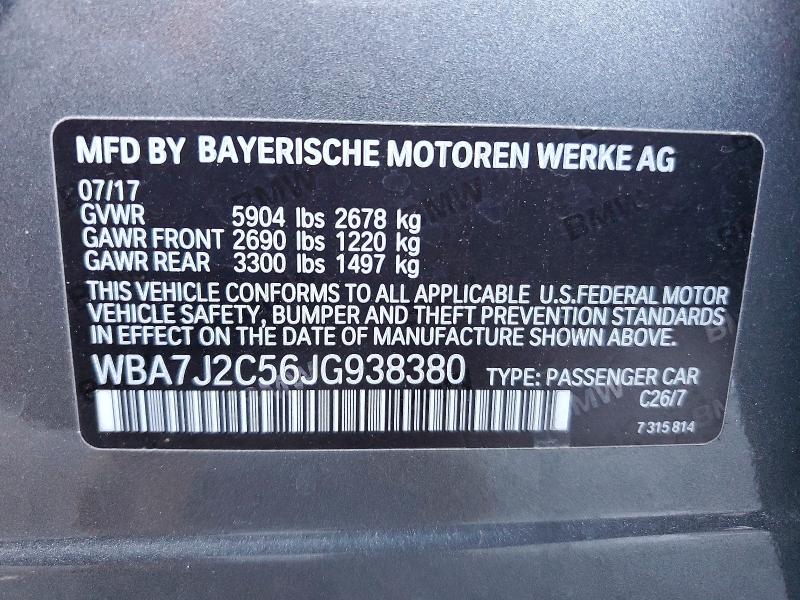 MFD BY BAYERISCHE MOTOREN WERKE AG
07/17
GVWR 5904 lbs 2678 kg
GAWR FRONT 2690 lbs 1220 kg
GAWR REAR 3300 lbs 1497 kg
THIS VEHICLE CONFORMS TO ALL APPLICABLE U.S.FEDERAL MOTOR
VEHICLE SAFETY, BUMPER AND THEFT PREVENTION STANDARDS
IN EFFECT ON THE DATE OF MANUFACTURE SHOWN ABOVE.
WBA7J2C56JG938380 TYPE: PASSENGER CAR
C26/7
7 315 814